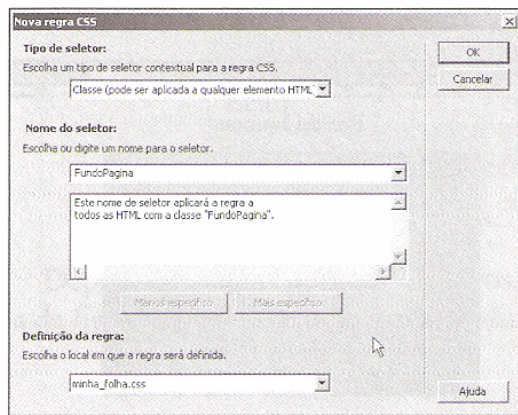 Nova regra CSS
Tipo de seletor:
Escolha um tipo de seletor contextual para a regra CSS.
Classe (pode ser aplicada a qualquer elemento HTML
OK
Cancelar
Nome do seletor:
Escolha ou digite um nome para o seletor.
FundoPagina
Este nome de seletor aplicará a regra a
todos as HTML com a classe "FundoPagina".
Menos específico
Mais específico
Definição da regra:
Escolha o local em que a regra será definida.
minha_folha.css
Ajuda